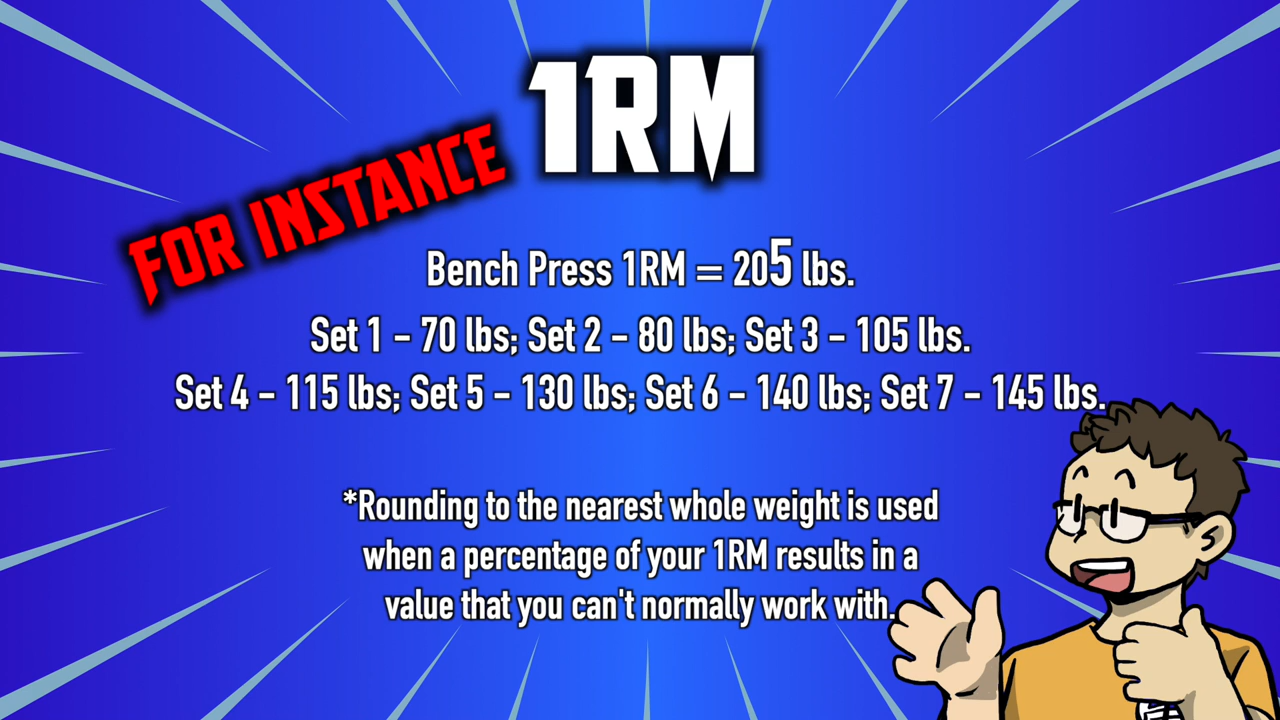 1RM
FOR INSTANCE
Bench Press 1RM = 205 lbs.
Set 1 – 70 lbs; Set 2 – 80 lbs; Set 3 – 105 lbs.
Set 4 – 115 lbs; Set 5 – 130 lbs; Set 6 – 140 lbs; Set 7 – 145 lbs.
*Rounding to the nearest whole weight is used
when a percentage of your 1RM results in a
value that you can't normally work with.